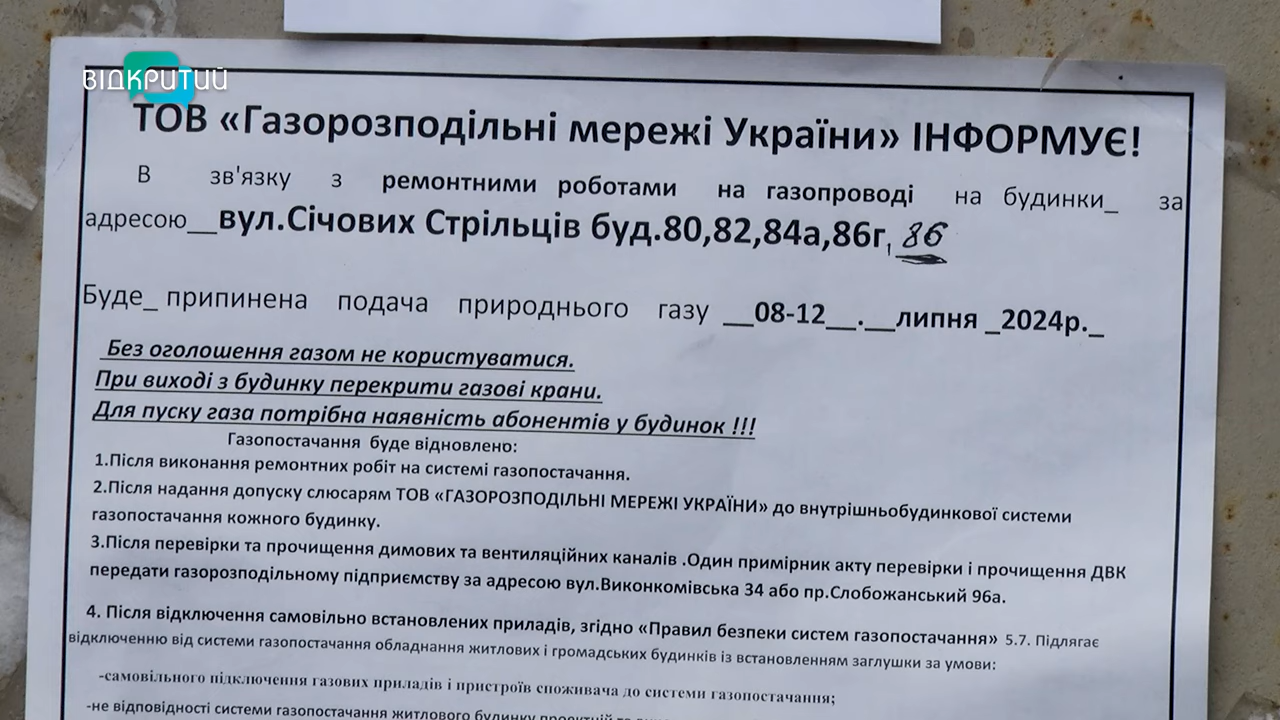 ВІДКРИТИЙ
ТОВ «Газорозподільні мережі України» ІНФОРМУЄ!
В зв'язку з ремонтними роботами на газопроводі на будинки_ за
адресою__вул.Січових Стрільців буд.80,82,84а,86г, 86
Буде_ припинена подача природнього газу __08-12__.__липня _2024р._
Без оголошення газом не користуватися.
При виході з будинку перекрити газові крани.
Для пуску газа потрібна наявність абонентів у будинок !!!
Газопостачання буде відновлено:
1.Після виконання ремонтних робіт на системі газопостачання.
2.Після надання допуску слюсарям ТОВ «ГАЗОРОЗПОДІЛЬНІ МЕРЕЖІ УКРАЇНИ» до внутрішньобудинкової системи
газопостачання кожного будинку.
3.Після перевірки та прочищення димових та вентиляційних каналів .Один примірник акту перевірки і прочищення ДВК
передати газорозподільному підприємству за адресою вул.Виконкомівська 34 або пр.Слобожанський 96а.
4. Після відключення самовільно встановлених приладів, згідно «Правил безпеки систем газопостачання» 5.7. Підлягає
відключенню від системи газопостачання обладнання житлових і громадських будинків із встановленням заглушки за умови:
-самовільного підключення газових приладів і пристроїв споживача до системи газопостачання;
-не відповідності системи газопостачання житлового будинку